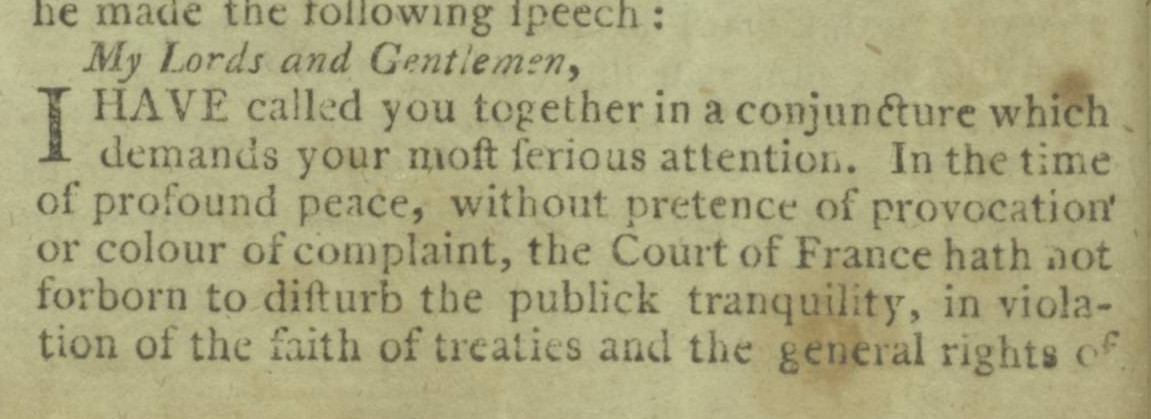 he made the following ſpeech :
My Lords and Gentlemen,
I HAVE called you together in a conjuncture which
demands your moſt ſerious attention. In the time
of profound peace, without pretence of provocation
or colour of complaint, the Court of France hath not
forborn to diſturb the publick tranquility, in viola-
tion of the faith of treaties and the general rights of